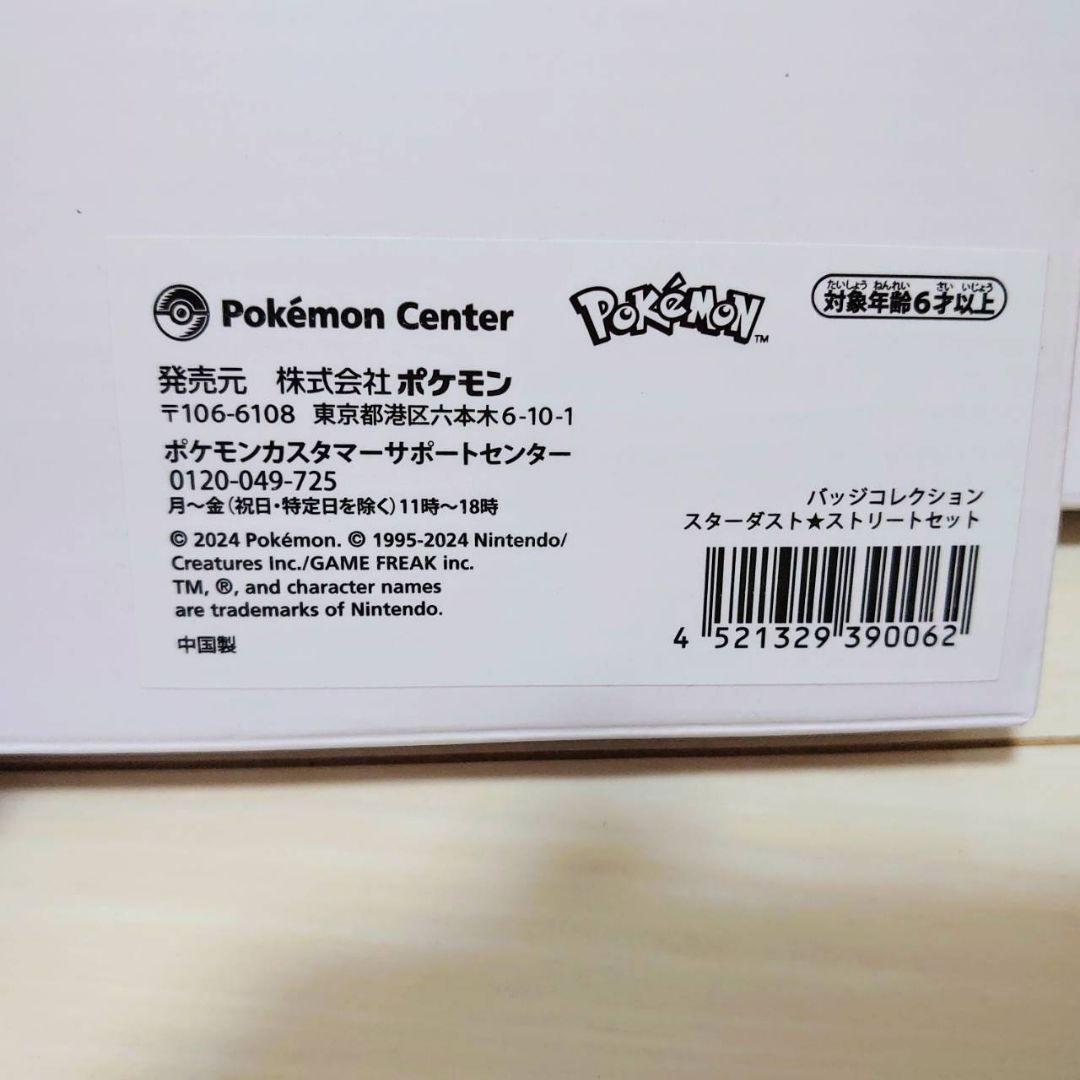 Pokémon Center
POKéMON™
たいしょう ねんれい さい いじょう
対象年齢6才以上
発売元 株式会社 ポケモン
〒106-6108 東京都港区六本木6-10-1
ポケモンカスタマーサポートセンター
0120-049-725
月〜金(祝日・特定日を除く)11時〜18時
© 2024 Pokémon. © 1995-2024 Nintendo/
Creatures Inc./GAME FREAK inc.
TM, ®, and character names
are trademarks of Nintendo.
中国製
バッジコレクション
スターダスト★ストリートセット
4 521329 390062